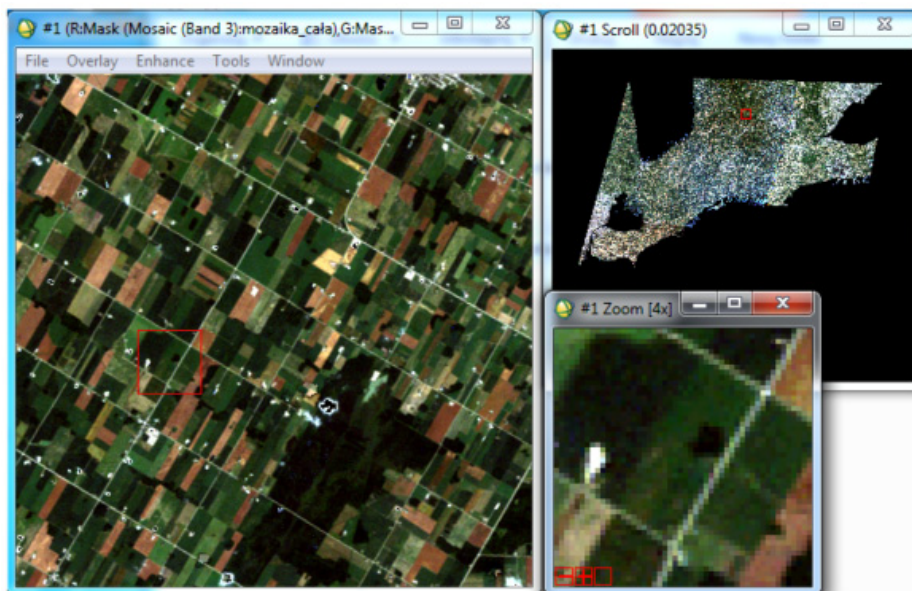 #1 (R:Mask (Mosaic (Band 3):mozaika_cała),G:Mas...
File Overlay Enhance Tools Window
#1 Scroll (0.02035)
#1 Zoom [4x]